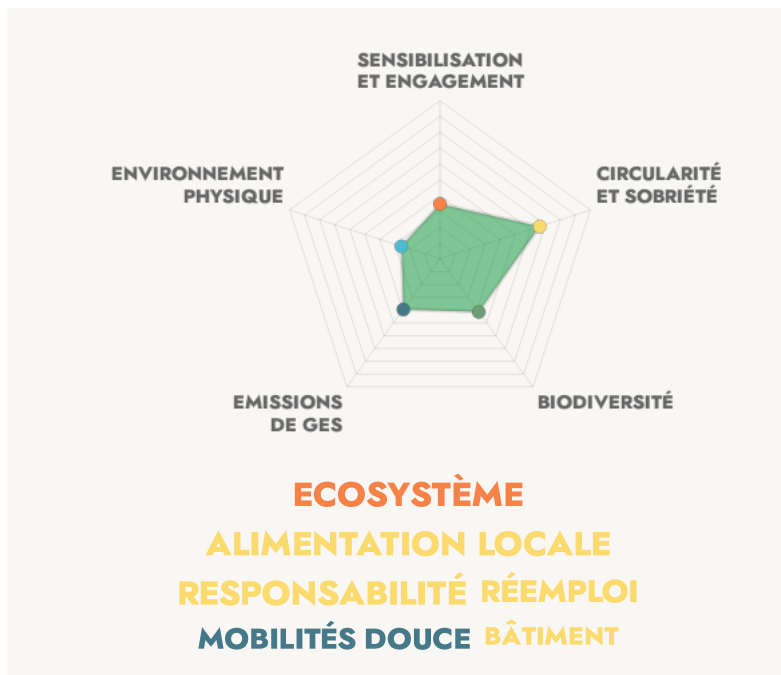 SENSIBILISATION
ET ENGAGEMENT
ENVIRONNEMENT
PHYSIQUE
CIRCULARITÉ
ET SOBRIÉTÉ
EMISSIONS
DE GES
BIODIVERSITÉ
ECOSYSTÈME
ALIMENTATION LOCALE
RESPONSABILITÉ RÉEMPLOI
MOBILITÉS DOUCE BÂTIMENT